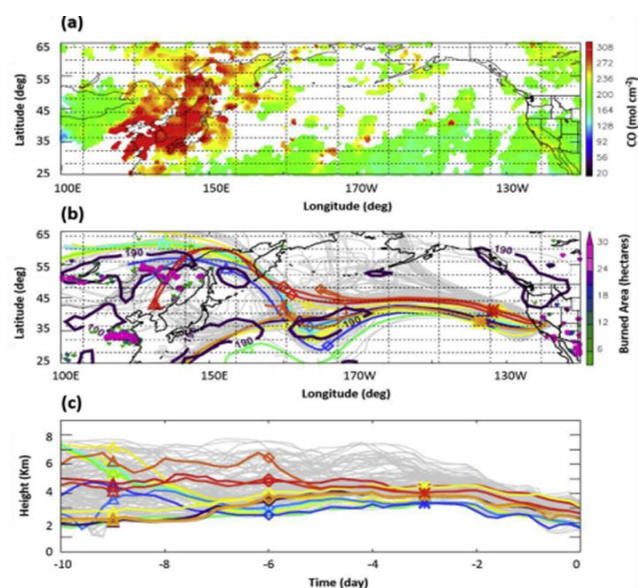 (a)
65
55
45
35
25
Latitude (deg)
100E 150E 170W 130W
Longitude (deg)
308
272
236
200
164
128
92
56
20
CO (mol cm⁻²)
(b)
65
55
45
35
25
Latitude (deg)
190
190
190
190
190
100E 150E 170W 130W
Longitude (deg)
30
24
18
12
6
Burned Area (hectares)
(c)
8
6
4
2
0
Height (Km)
-10 -8 -6 -4 -2 0
Time (day)